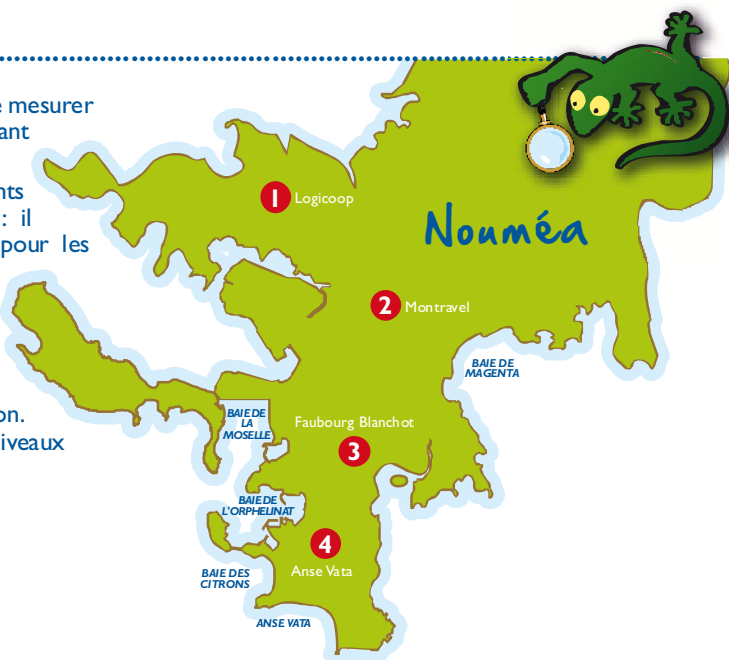 e mesurer
ant
nts
: il
pour les
on.
iveaux
Nouméa
1 Logicoop
2 Montravel
BAIE DE
MAGENTA
BAIE DE
LA
MOSELLE
Faubourg Blanchot
3
BAIE DE
L'ORPHELINAT
4
Anse Vata
BAIE DES
CITRONS
ANSE VATA